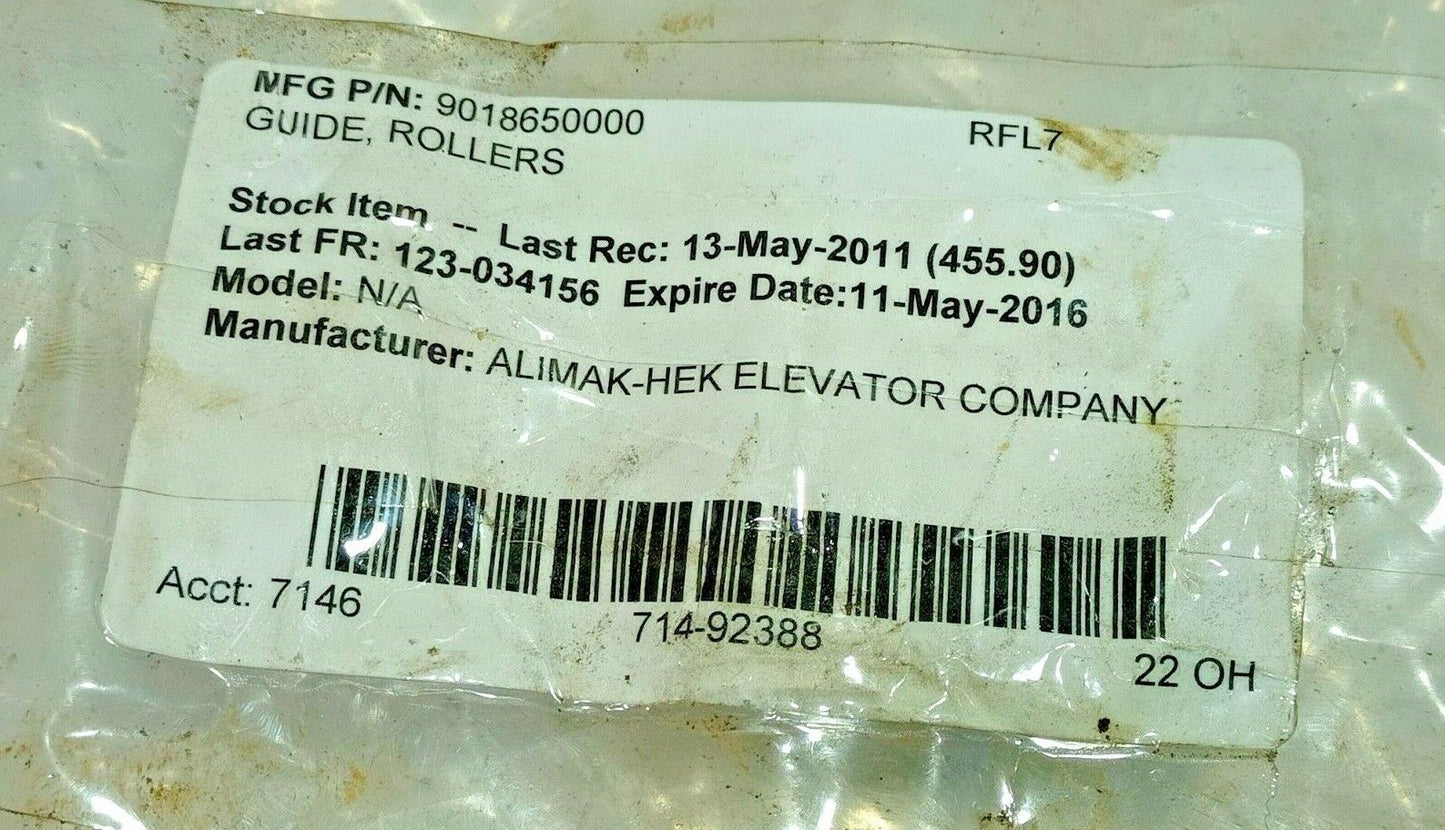 MFG P/N: 9018650000 RFL7
GUIDE, ROLLERS
Stock Item -- Last Rec: 13-May-2011 (455.90)
Last FR: 123-034156 Expire Date:11-May-2016
Model: N/A
Manufacturer: ALIMAK-HEK ELEVATOR COMPANY
Acct: 7146 714-92388 22 OH